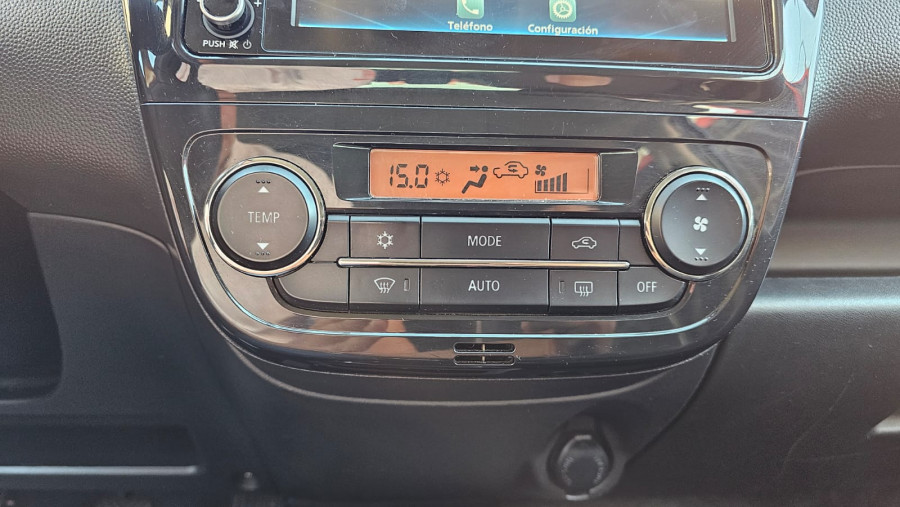 Teléfono
Configuración
PUSH
+
15.0
TEMP
MODE
AUTO
OFF